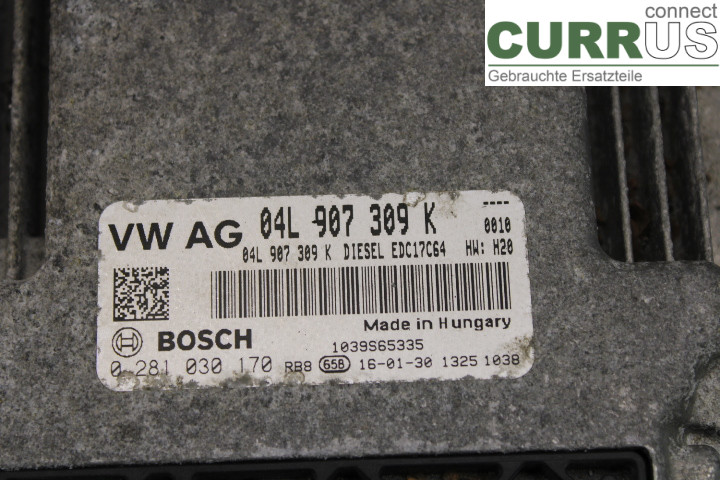 connect
CURRUS
Gebrauchte Ersatzteile
----
VW AG 04L 907 309 K 0010
04L 907 309 K DIESEL EDC17C64 HW: H20
Made in Hungary
BOSCH 1039S65335
0 281 030 170 RB8 658 16-01-30 1325 1038